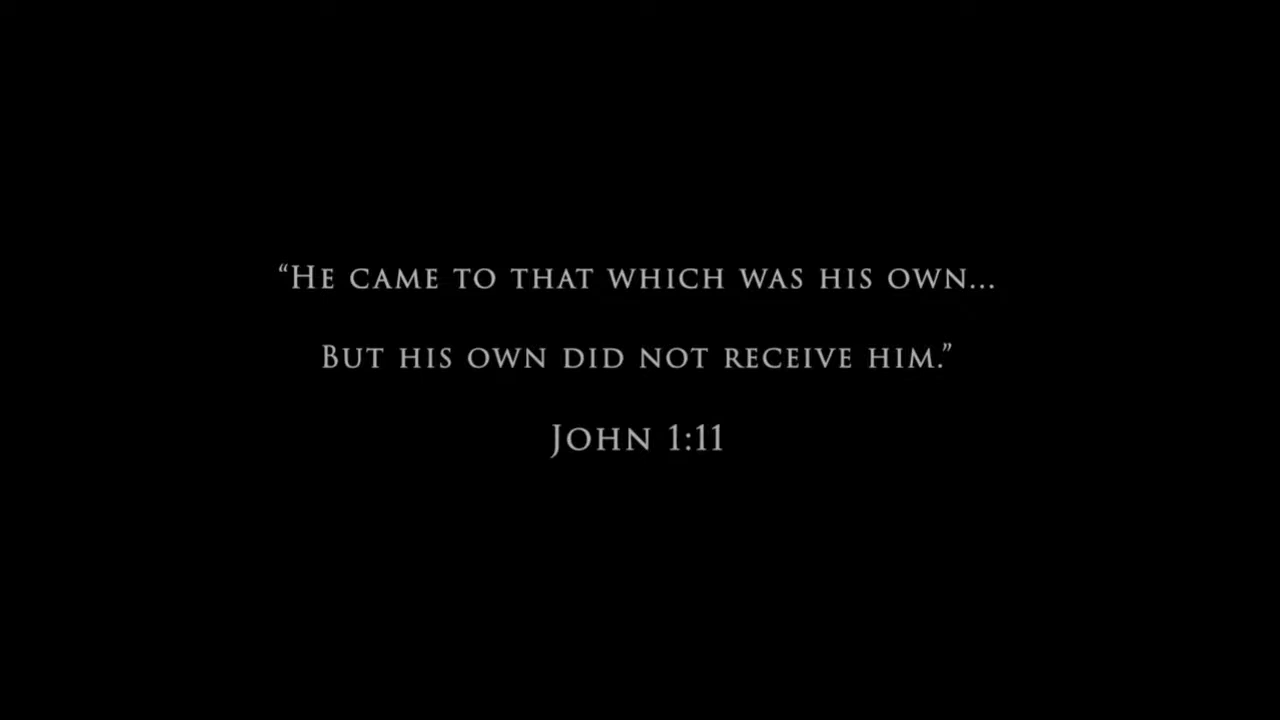 “He came to that which was his own...
But his own did not receive him.”
John 1:11